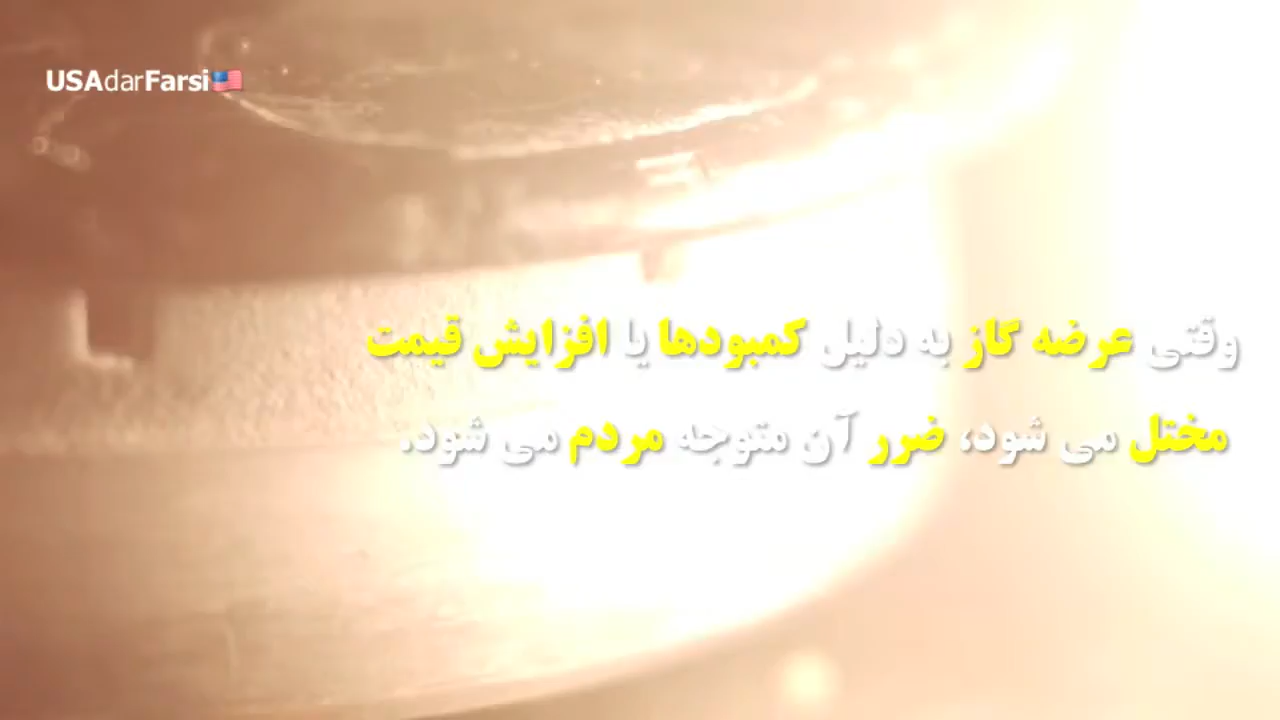 USAdarFarsi
وقتی عرضه گاز به دلیل کمبودها یا افزایش قیمت
مختل می شود، ضرر آن متوجه مردم می شود.